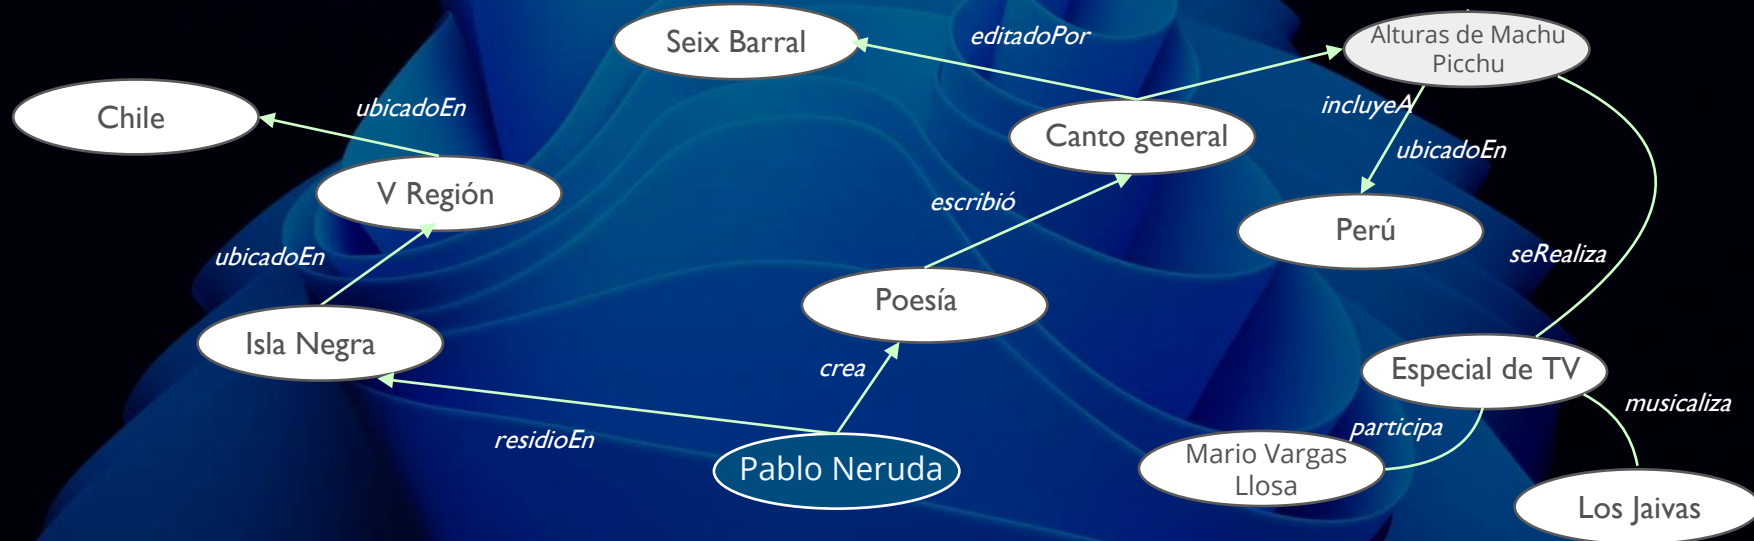 Seix Barral
editadoPor
Alturas de Machu
Picchu
Chile
ubicadoEn
incluyeA
Canto general
ubicadoEn
V Región
escribió
Perú
ubicadoEn
seRealiza
Poesía
Isla Negra
crea
Especial de TV
musicaliza
residioEn
participa
Pablo Neruda
Mario Vargas
Llosa
Los Jaivas